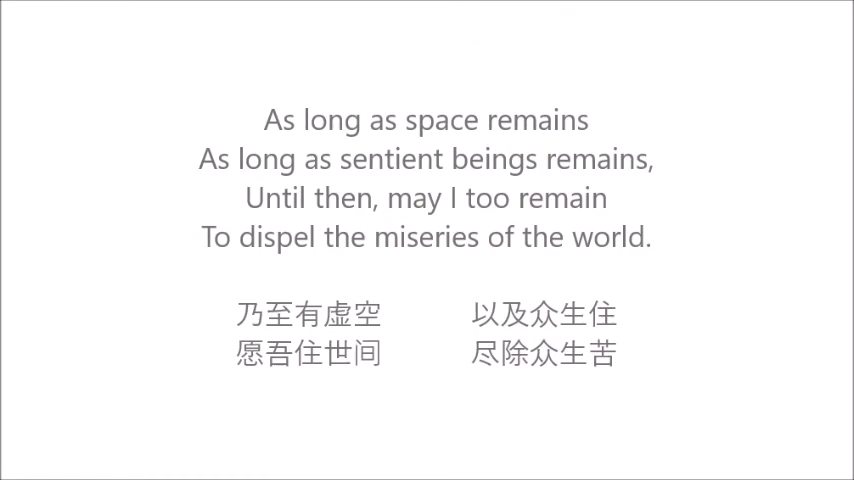 As long as space remains
As long as sentient beings remains,
Until then, may I too remain
To dispel the miseries of the world.
乃至有虚空 以及众生住
愿吾住世间 尽除众生苦